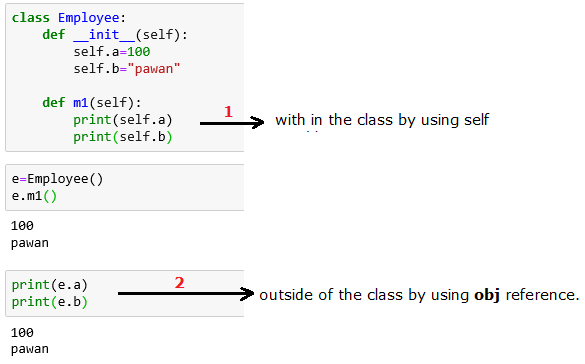 class Employee:
    def __init__(self):
        self.a=100
        self.b="pawan"
    def m1(self):
        print(self.a)
        print(self.b)
1
with in the class by using self
e=Employee()
e.m1()
100
pawan
print(e.a)
print(e.b)
2
outside of the class by using obj reference.
100
pawan